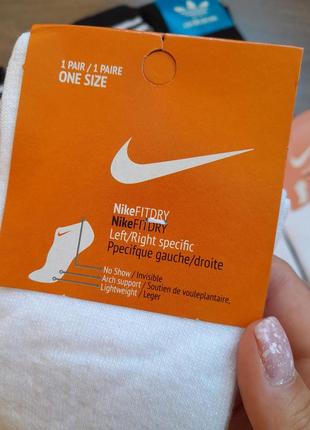 1 PAIR / 1 PAIRE
ONE SIZE
adidas
NikeFITDRY
NikeFITDRY
Left/Right specific
Ppecifique gauche/droite
No Show / Invisible
Arch support / Soutien de vouleplantaire,
Lightweight / Leger